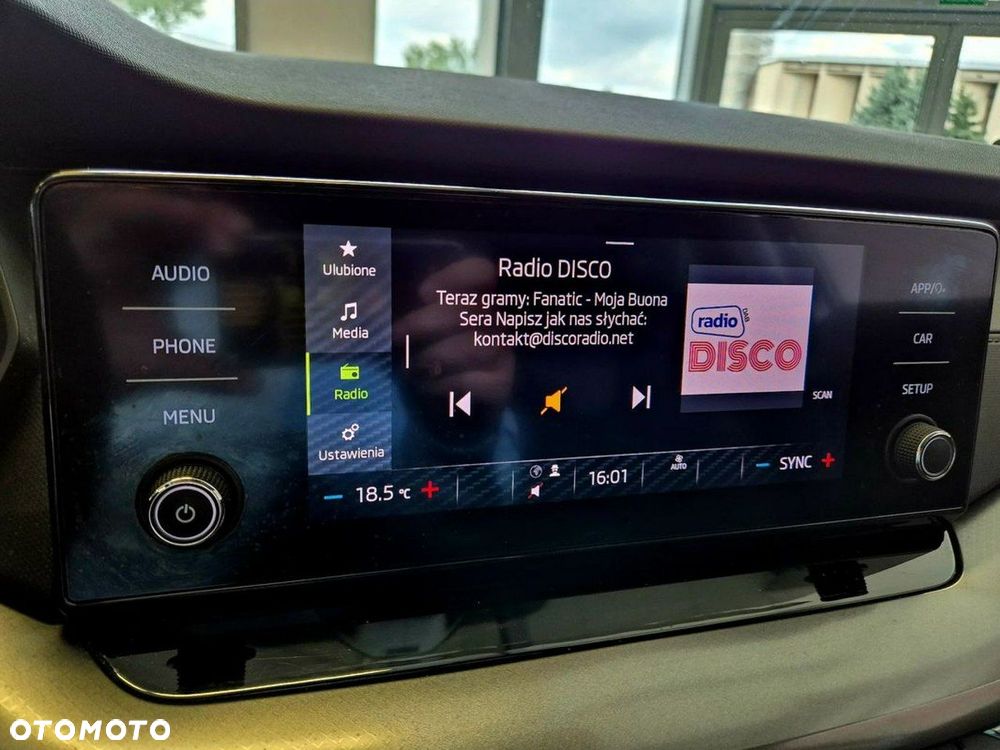 AUDIO
PHONE
MENU
Ulubione
Media
Radio
Ustawienia
Radio DISCO
Teraz gramy: Fanatic - Moja Buona
Sera Napisz jak nas słychać:
kontakt@discoradio.net
radio
DAB
DISCO
SCAN
- 18.5 °C +
16:01
AUTO
- SYNC +
APP/
CAR
SETUP
OTOMOTO